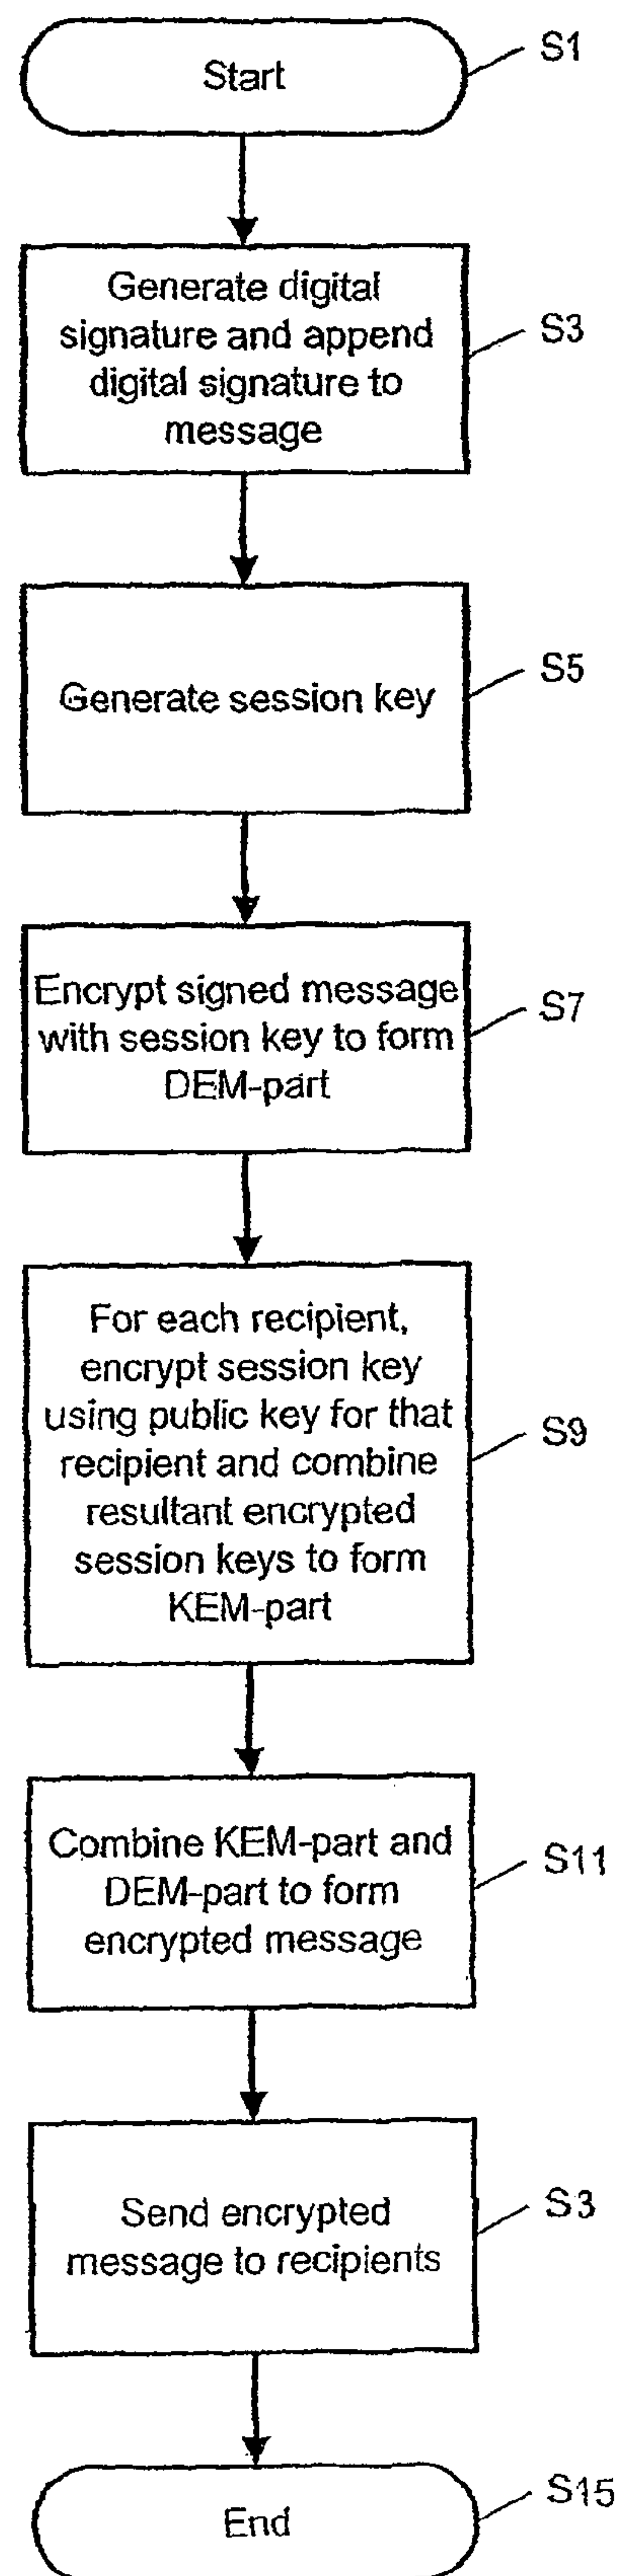 Start
S1
Generate digital
signature and append
digital signature to
message
S3
Generate session key
S5
Encrypt signed message
with session key to form
DEM-part
S7
For each recipient,
encrypt session key
using public key for that
recipient and combine
resultant encrypted
session keys to form
KEM-part
S9
Combine KEM-part and
DEM-part to form
encrypted message
S11
Send encrypted
message to recipients
S3
End
S15